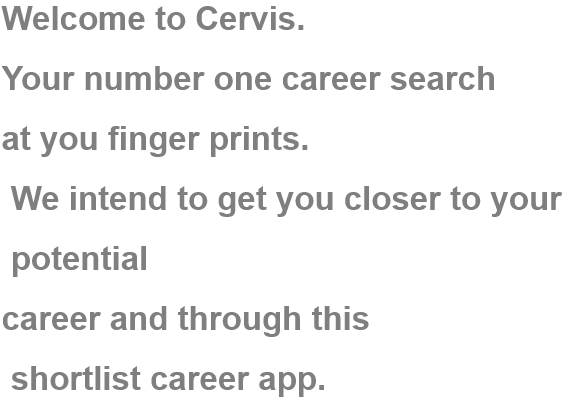 Welcome to Cervis.
Your number one career search
at you finger prints.
We intend to get you closer to your
potential
career and through this
shortlist career app.